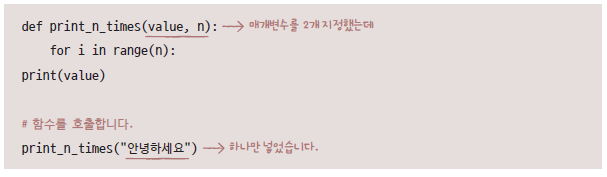 def print_n_times(value, n): → 매개변수를 2개 지정했는데
    for i in range(n):
print(value)

# 함수를 호출합니다.
print_n_times("안녕하세요") → 하나만 넣었습니다.